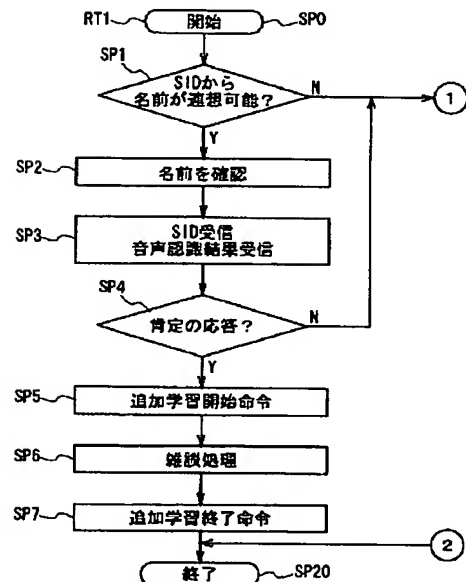 RT1 開始 SP0
SP1
SIDから
名前が連想可能?
N
1
Y
SP2 名前を確認
SP3 SID受信
音声認識結果受信
SP4
肯定の応答?
N
Y
SP5 追加学習開始命令
SP6 雑談処理
SP7 追加学習終了命令
2
終了 SP20